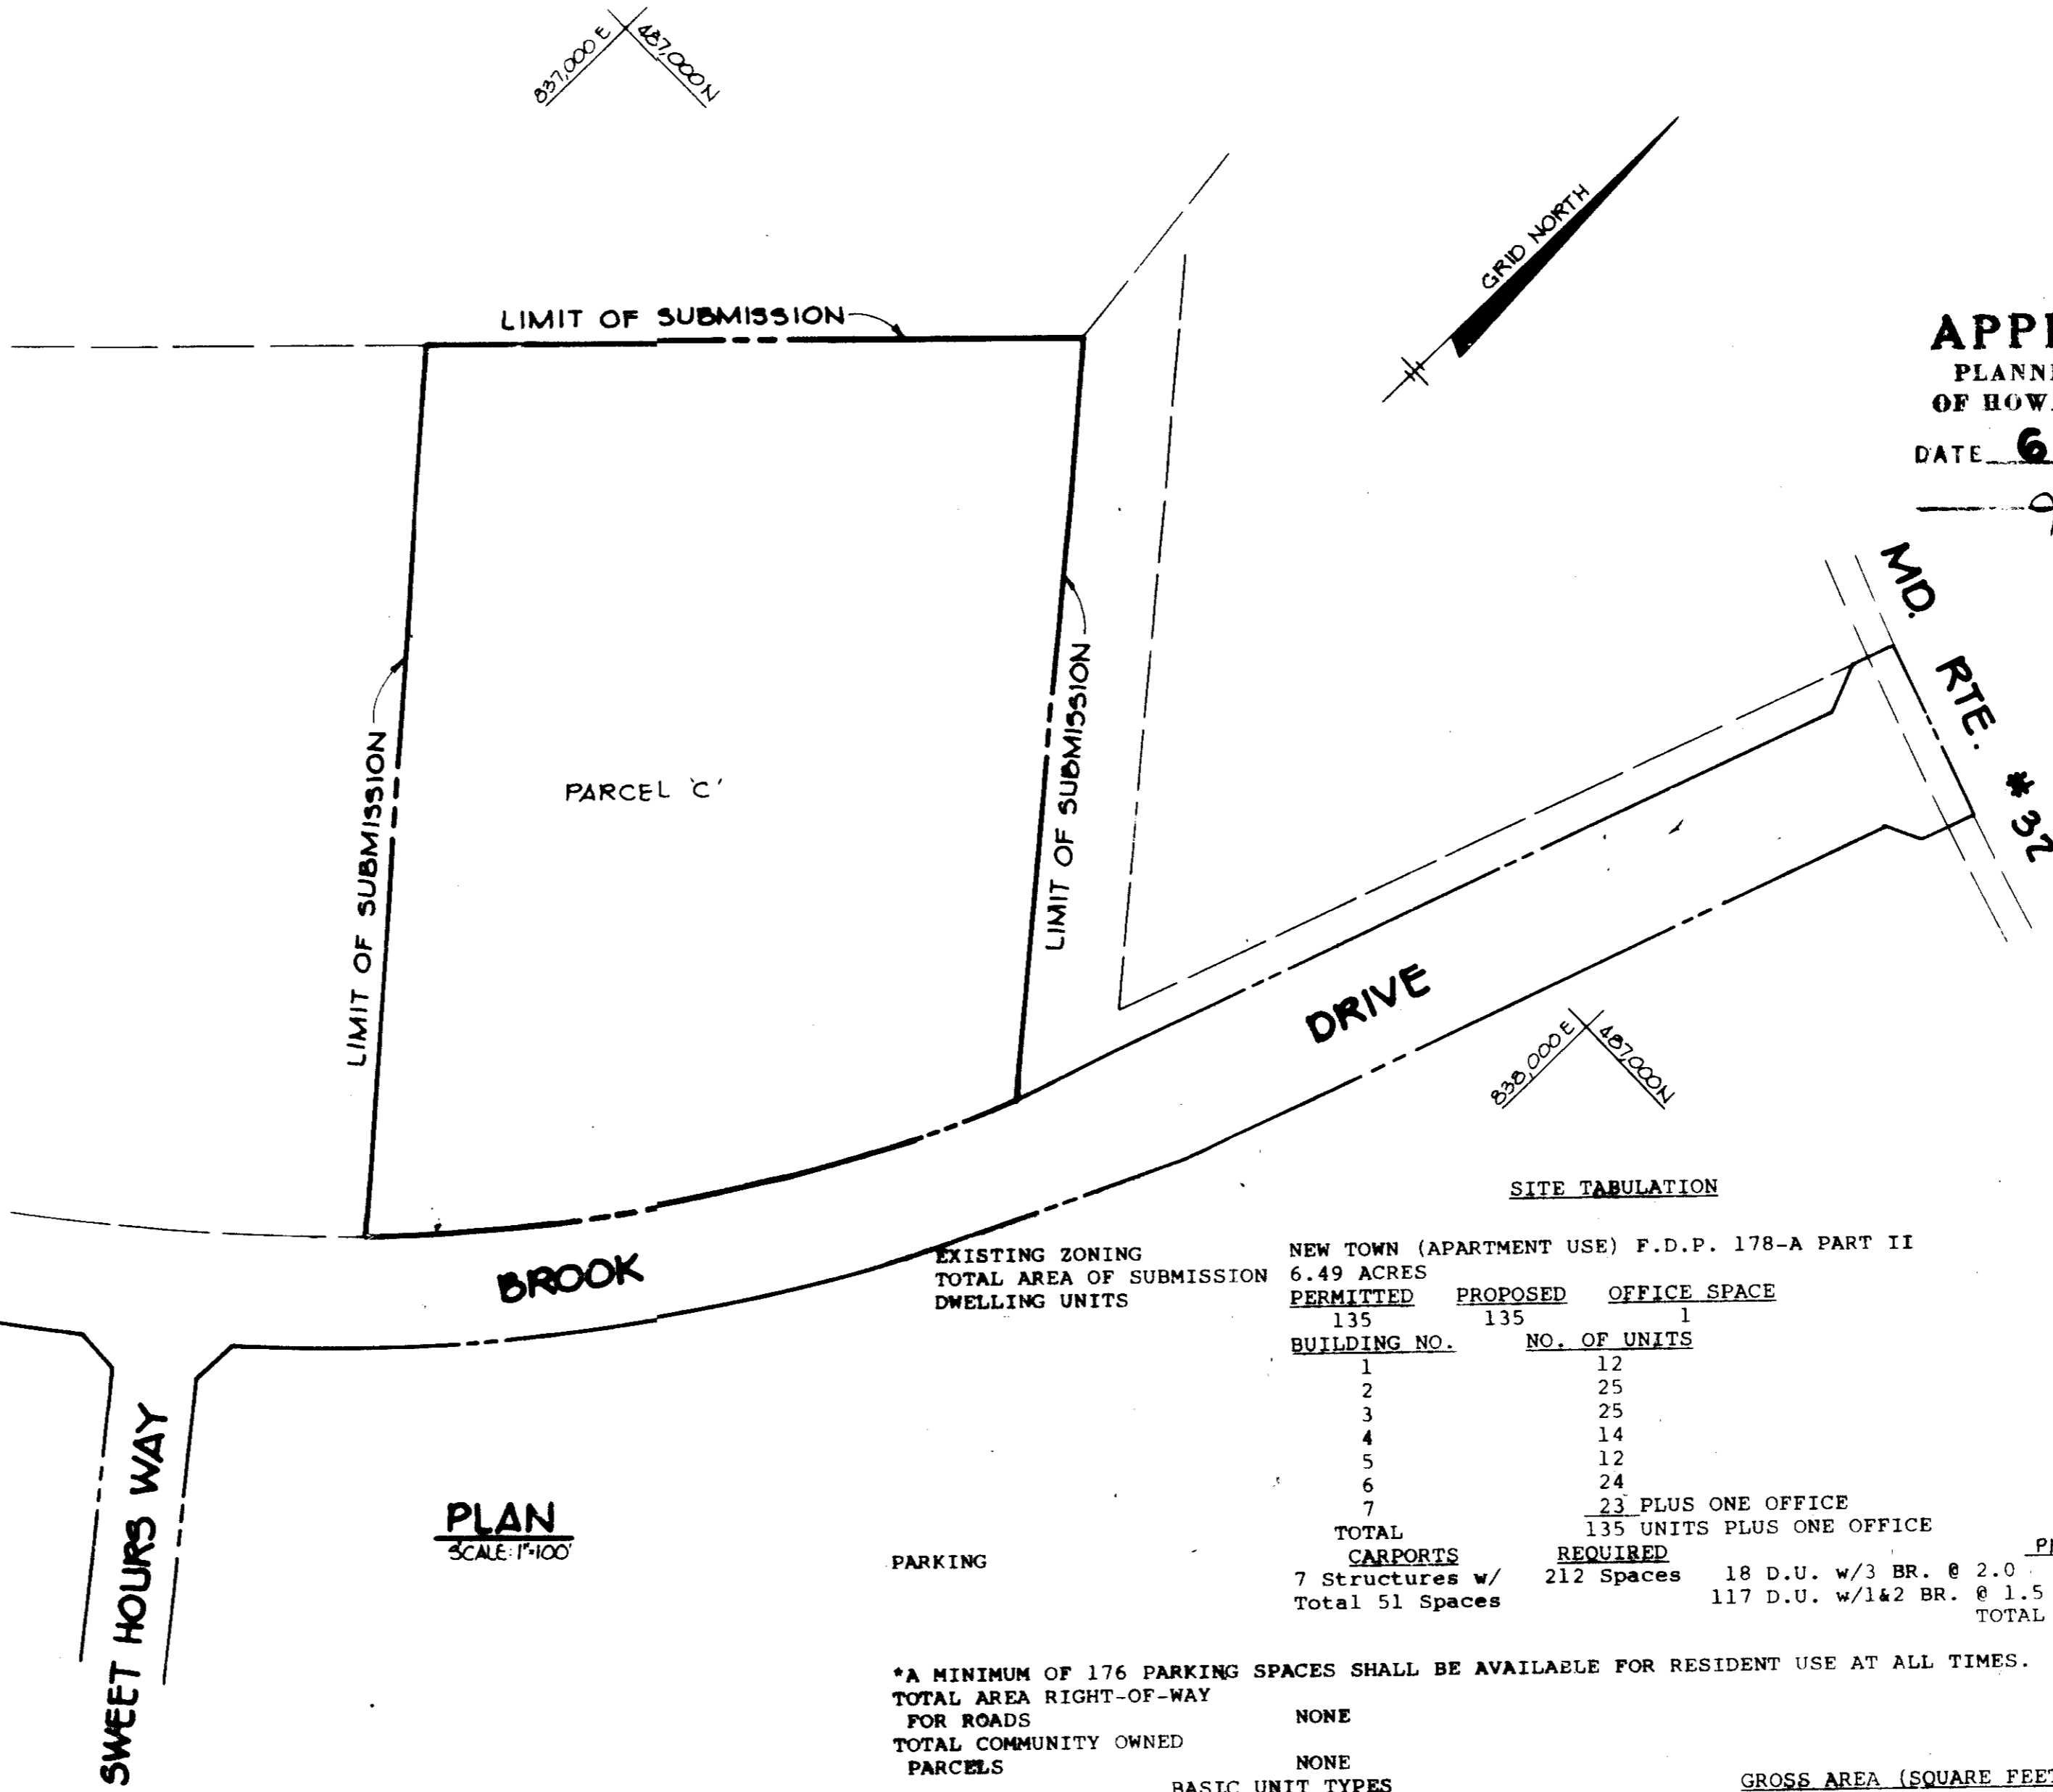 837,000 E
487,000 N
GRID NORTH
LIMIT OF SUBMISSION
OF HOW.
DATE 6
MD. RTE. *32
LIMIT OF SUBMISSION
LIMIT OF SUBMISSION
PARCEL 'C'
DRIVE
838,000 E
487,000 N
BROOK
SWEET HOURS WAY
PLAN
SCALE: 1"=100'
SITE TABULATION
EXISTING ZONING NEW TOWN (APARTMENT USE) F.D.P. 178-A PART II
TOTAL AREA OF SUBMISSION 6.49 ACRES
DWELLING UNITS PERMITTED PROPOSED OFFICE SPACE
135 135 1
BUILDING NO. NO. OF UNITS
1 12
2 25
3 25
4 14
5 12
6 24
7 23 PLUS ONE OFFICE
TOTAL 135 UNITS PLUS ONE OFFICE
PARKING CARPORTS REQUIRED
7 Structures w/ 212 Spaces 18 D.U. w/3 BR. @ 2.0
Total 51 Spaces 117 D.U. w/1&2 BR. @ 1.5
TOTAL
*A MINIMUM OF 176 PARKING SPACES SHALL BE AVAILABLE FOR RESIDENT USE AT ALL TIMES.
TOTAL AREA RIGHT-OF-WAY
FOR ROADS NONE
TOTAL COMMUNITY OWNED
PARCELS NONE
BASIC UNIT TYPES GROSS AREA (SQUARE FEET